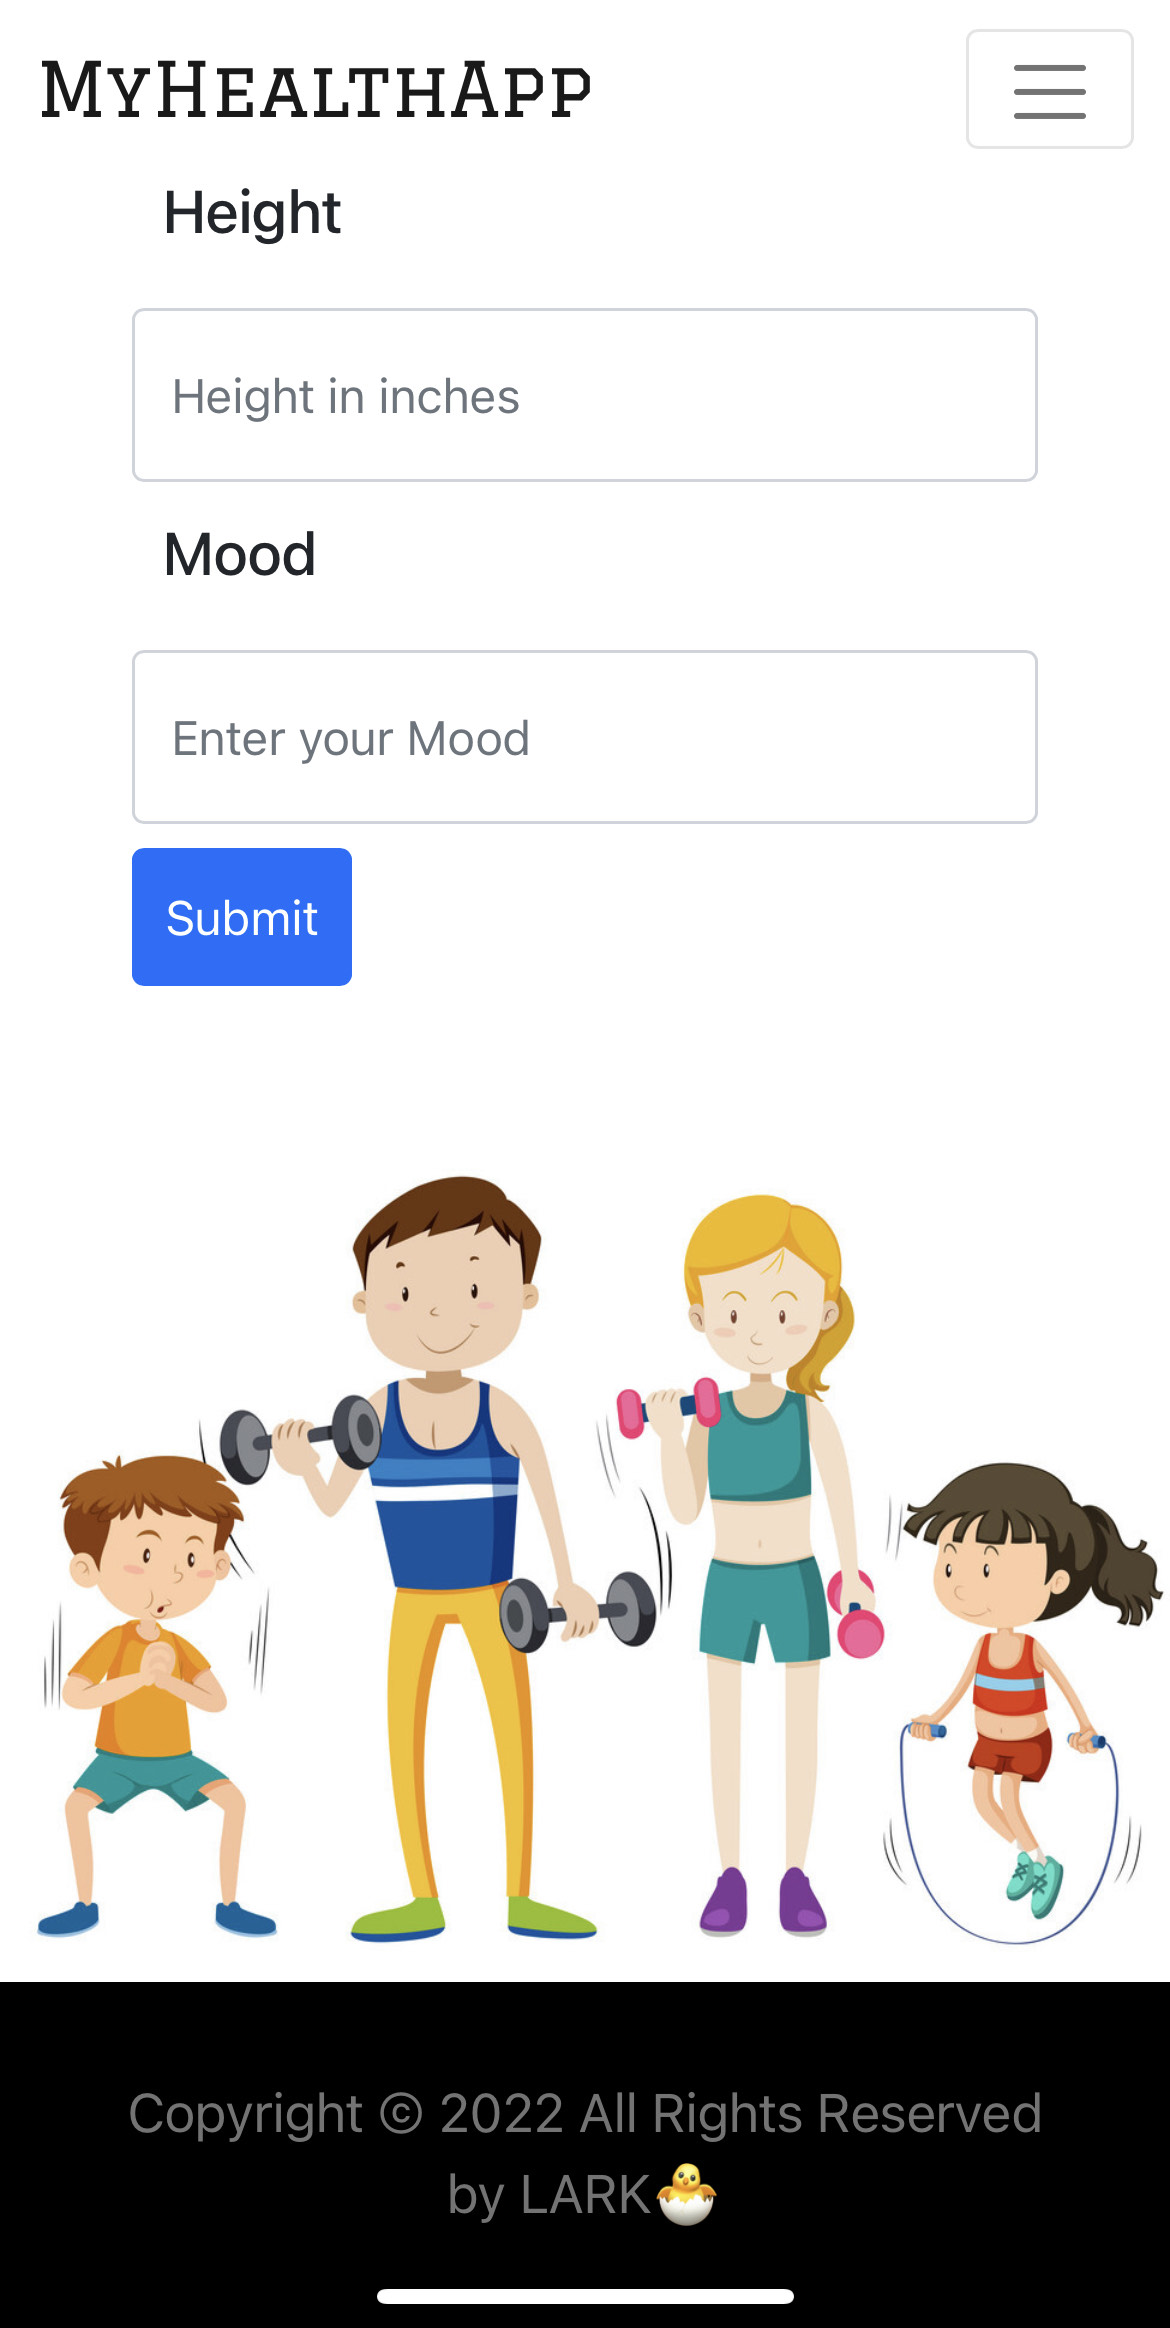 MyHealthApp
Height
Height in inches
Mood
Enter your Mood
Submit
Copyright © 2022 All Rights Reserved
by LARK🐣